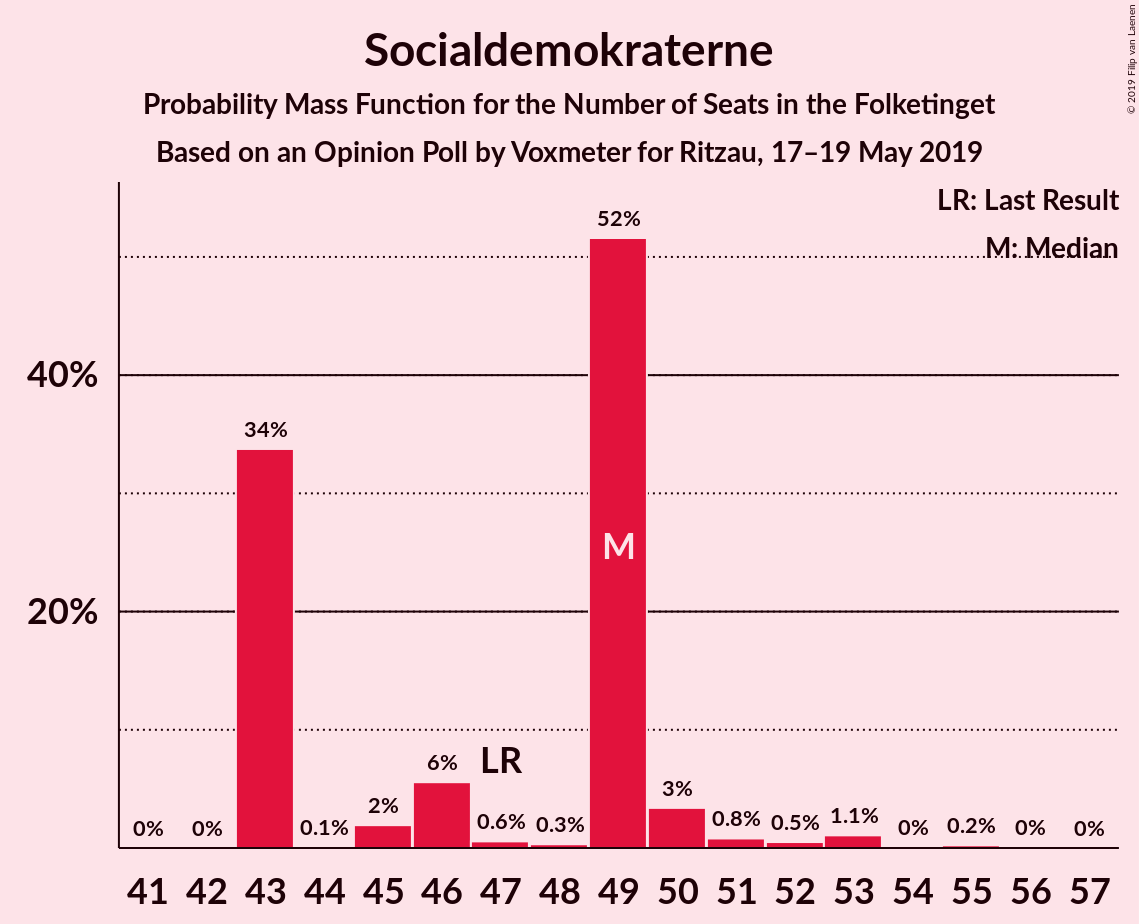 Socialdemokraterne
Probability Mass Function for the Number of Seats in the Folketinget
Based on an Opinion Poll by Voxmeter for Ritzau, 17–19 May 2019
© 2019 Filip van Laenen
LR: Last Result
M: Median
40%
20%
0% 0% 34% 0.1% 2% 6% 0.6% 0.3% 52% 3% 0.8% 0.5% 1.1% 0% 0.2% 0% 0%
LR
M
41 42 43 44 45 46 47 48 49 50 51 52 53 54 55 56 57